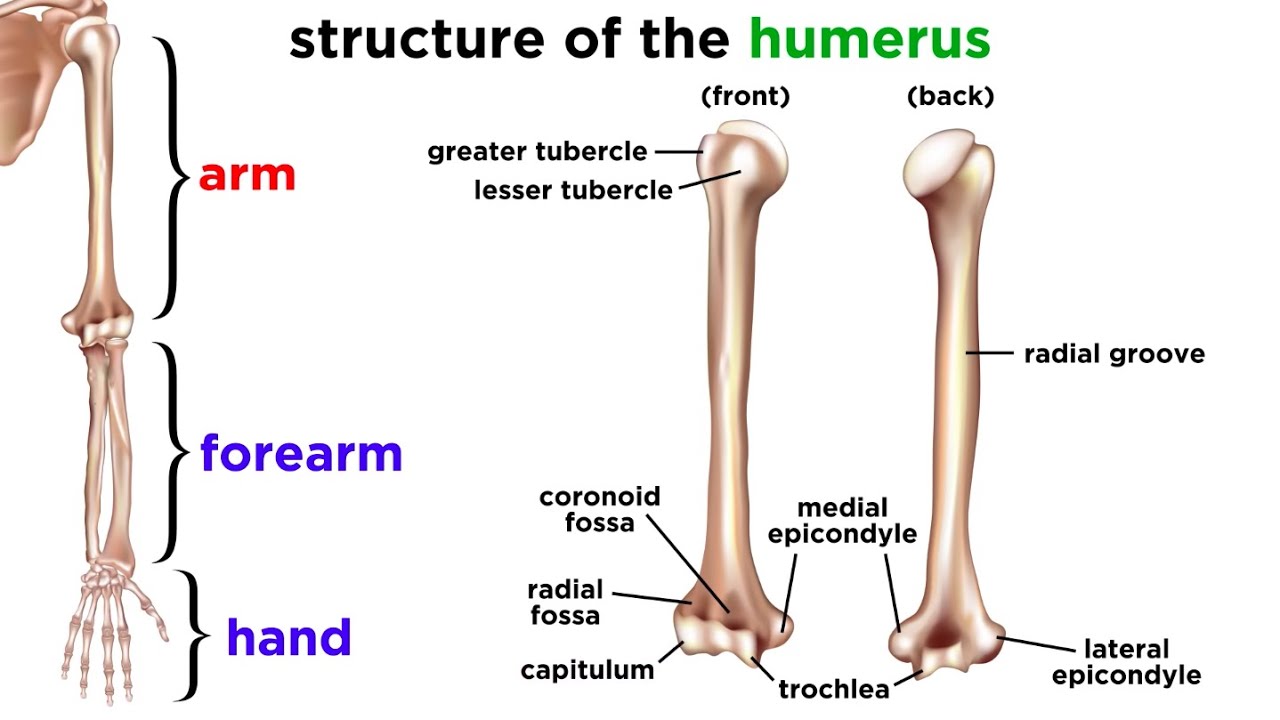 structure of the humerus
(front)
(back)
greater tubercle
lesser tubercle
arm
radial groove
forearm
coronoid
fossa
medial
epicondyle
radial
fossa
hand
capitulum
trochlea
lateral
epicondyle